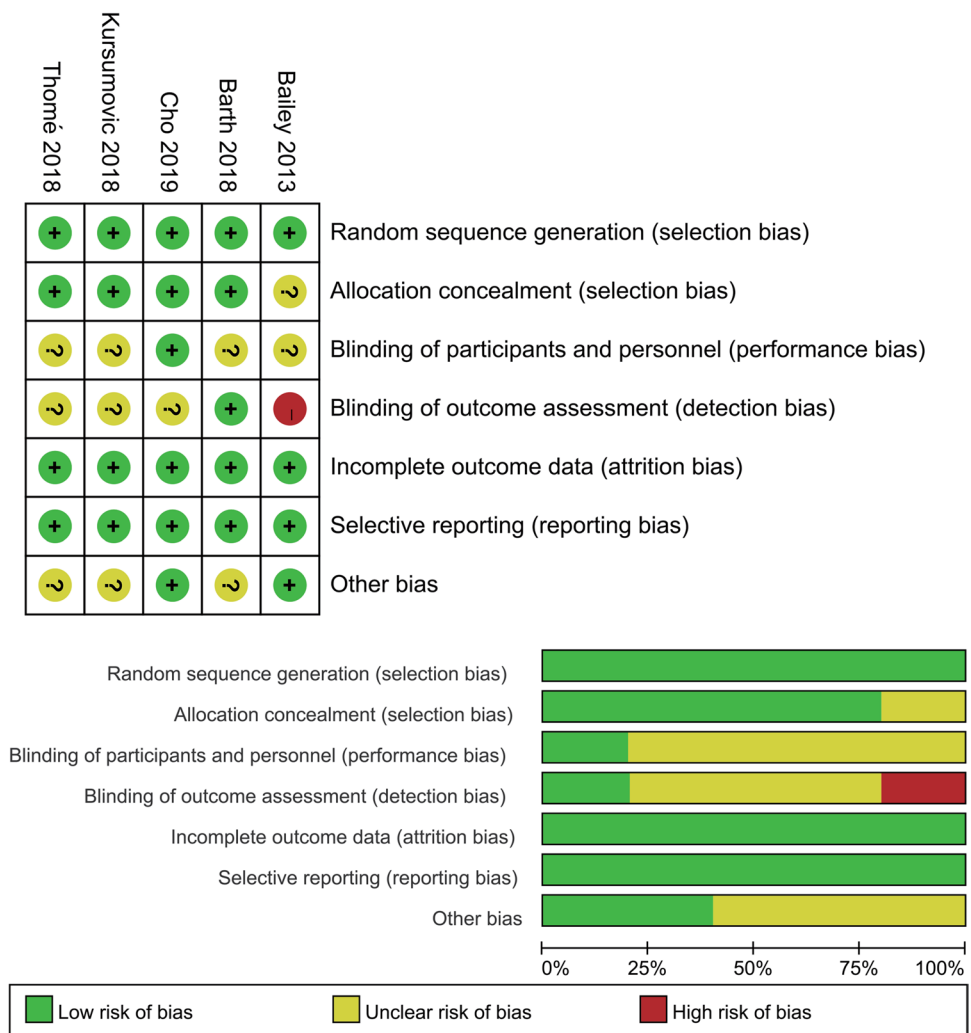 Thomé 2018
Kursumovic 2018
Cho 2019
Barth 2018
Bailey 2013
+ + + + + Random sequence generation (selection bias)
+ + + + ? Allocation concealment (selection bias)
? ? + ? ? Blinding of participants and personnel (performance bias)
? ? ? + – Blinding of outcome assessment (detection bias)
+ + + + + Incomplete outcome data (attrition bias)
+ + + + + Selective reporting (reporting bias)
? ? + ? + Other bias
Random sequence generation (selection bias)
Allocation concealment (selection bias)
Blinding of participants and personnel (performance bias)
Blinding of outcome assessment (detection bias)
Incomplete outcome data (attrition bias)
Selective reporting (reporting bias)
Other bias
0% 25% 50% 75% 100%
Low risk of bias Unclear risk of bias High risk of bias